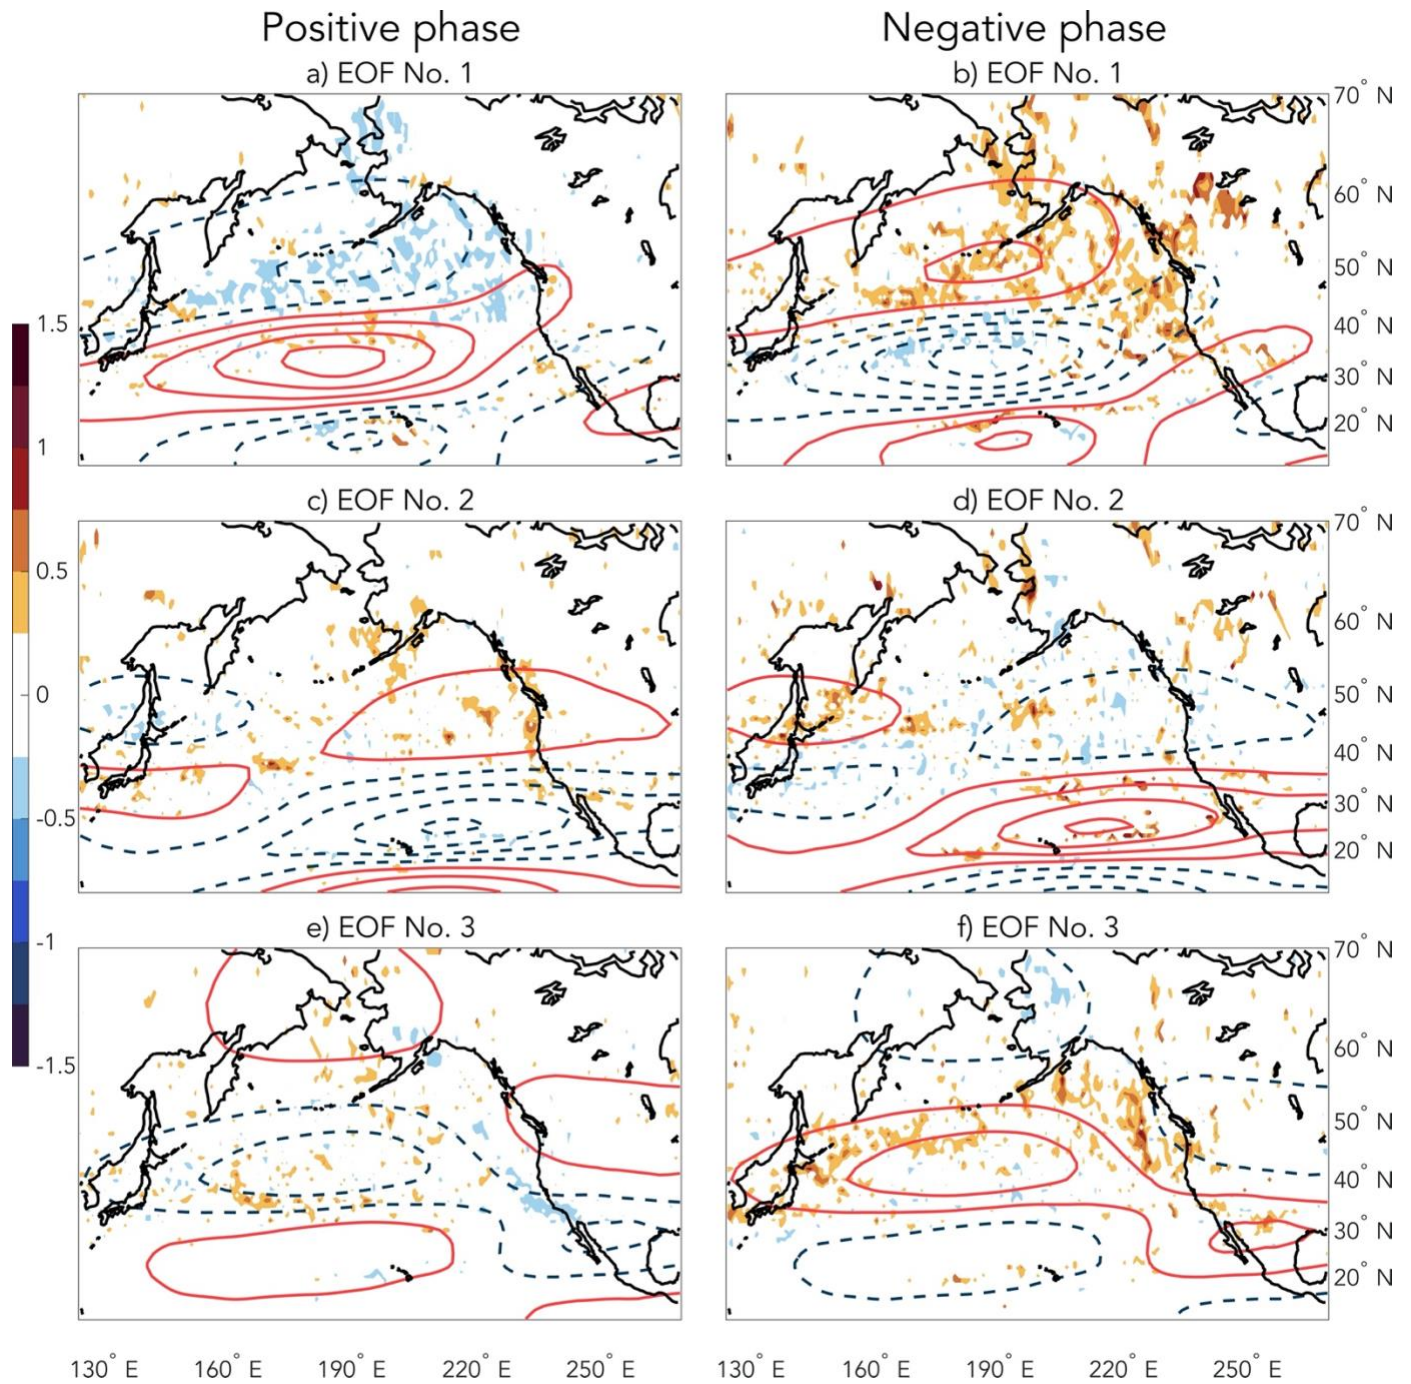 Positive phase
Negative phase
a) EOF No. 1
b) EOF No. 1
70° N
60° N
50° N
40° N
30° N
20° N
1.5
1
0.5
0
-0.5
-1
-1.5
c) EOF No. 2
d) EOF No. 2
70° N
60° N
50° N
40° N
30° N
20° N
e) EOF No. 3
f) EOF No. 3
70° N
60° N
50° N
40° N
30° N
20° N
130° E 160° E 190° E 220° E 250° E
130° E 160° E 190° E 220° E 250° E